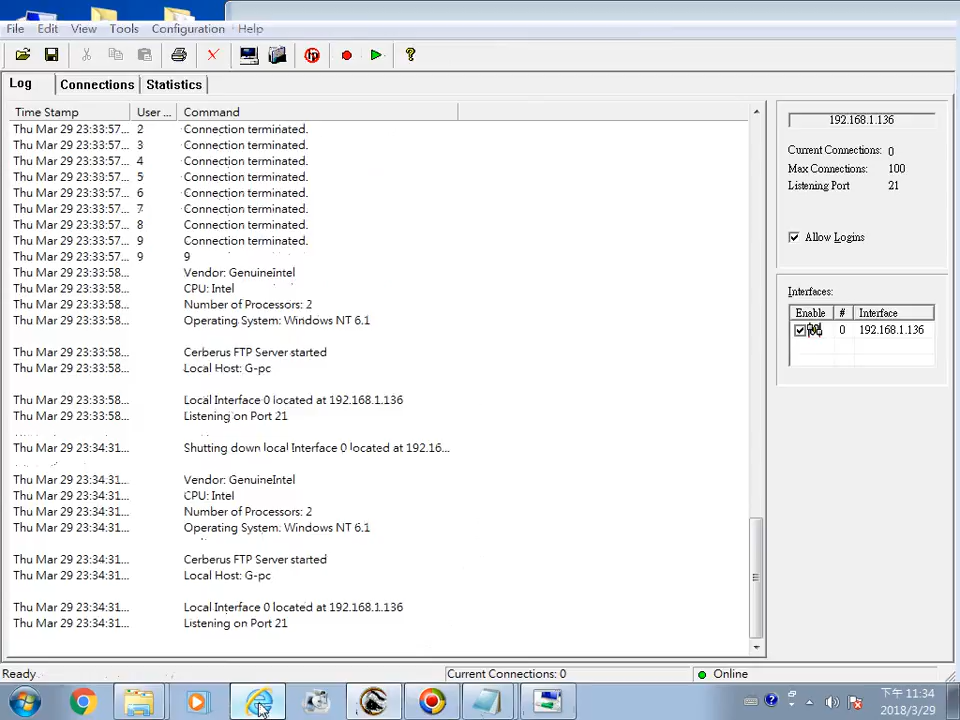 File Edit View Tools Configuration Help
Log Connections Statistics
Time Stamp User ... Command
Thu Mar 29 23:33:57... 2 Connection terminiated.
Thu Mar 29 23:33:57... 3 Connection terminiated.
Thu Mar 29 23:33:57... 4 Connection terminiated.
Thu Mar 29 23:33:57... 5 Connection terminiated.
Thu Mar 29 23:33:57... 6 Connection terminiated.
Thu Mar 29 23:33:57... 7 Connection terminiated.
Thu Mar 29 23:33:57... 8 Connection terminiated.
Thu Mar 29 23:33:57... 9 Connection terminiated.
Thu Mar 29 23:33:57... 9 9
Thu Mar 29 23:33:58... Vendor: GenuineIntel
Thu Mar 29 23:33:58... CPU: Intel
Thu Mar 29 23:33:58... Number of Processors: 2
Thu Mar 29 23:33:58... Operating System: Windows NT 6.1
Thu Mar 29 23:33:58... Cerberus FTP Server started
Thu Mar 29 23:33:58... Local Host: G-pc
Thu Mar 29 23:33:58... Local Interface 0 located at 192.168.1.136
Thu Mar 29 23:33:58... Listening on Port 21
Thu Mar 29 23:34:31... Shutting down local Interface 0 located at 192.16...
Thu Mar 29 23:34:31... Vendor: GenuineIntel
Thu Mar 29 23:34:31... CPU: Intel
Thu Mar 29 23:34:31... Number of Processors: 2
Thu Mar 29 23:34:31... Operating System: Windows NT 6.1
Thu Mar 29 23:34:31... Cerberus FTP Server started
Thu Mar 29 23:34:31... Local Host: G-pc
Thu Mar 29 23:34:31... Local Interface 0 located at 192.168.1.136
Thu Mar 29 23:34:31... Listening on Port 21
192.168.1.136
Current Connections: 0
Max Connections: 100
Listening Port 21
Allow Logins
Interfaces:
Enable # Interface
0 192.168.1.136
Ready Current Connections: 0 Online
下午 11:34
2018/3/29